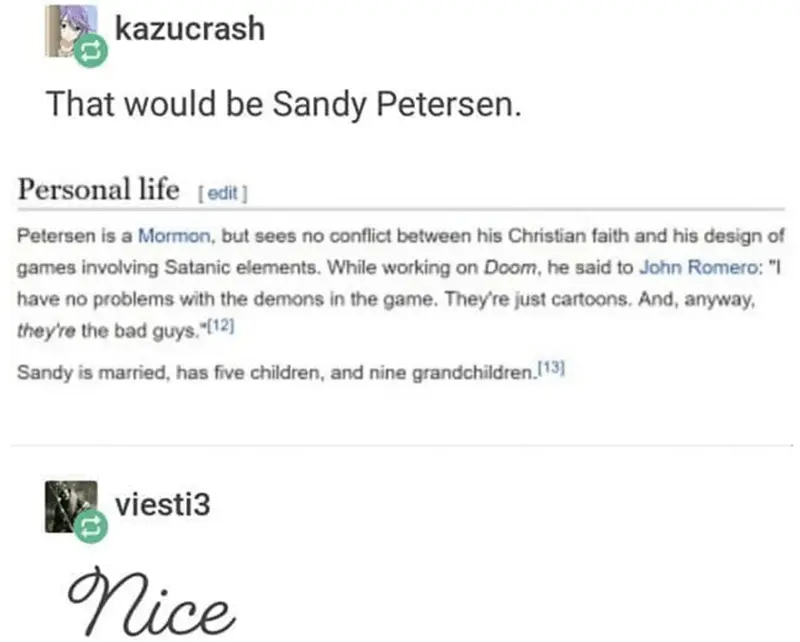 kazucrash
That would be Sandy Petersen.
Personal life [ edit ]
Petersen is a Mormon, but sees no conflict between his Christian faith and his design of
games involving Satanic elements. While working on Doom, he said to John Romero: "I
have no problems with the demons in the game. They're just cartoons. And, anyway,
they're the bad guys."[12]
Sandy is married, has five children, and nine grandchildren.[13]
viesti3
Nice